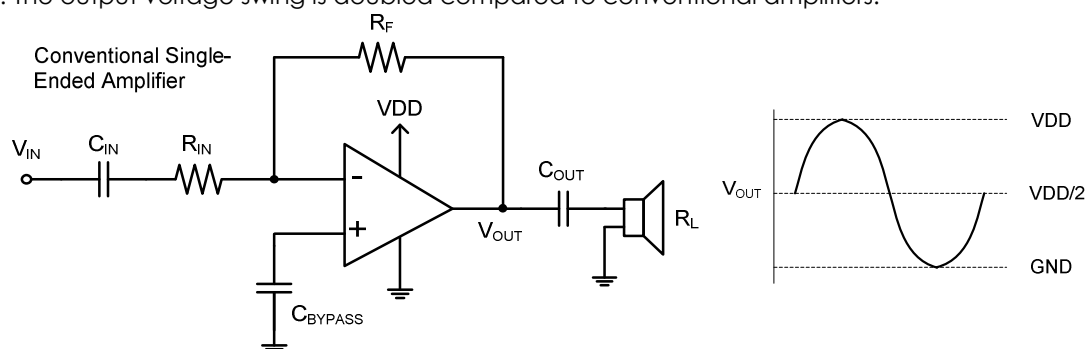 . The output voltage swing is doubled compared to conventional amplifiers.
RF
Conventional Single-
Ended Amplifier
VDD
VIN
CIN
RIN
-
+
COUT
VOUT
RL
CBYPASS
VDD
VOUT
VDD/2
GND